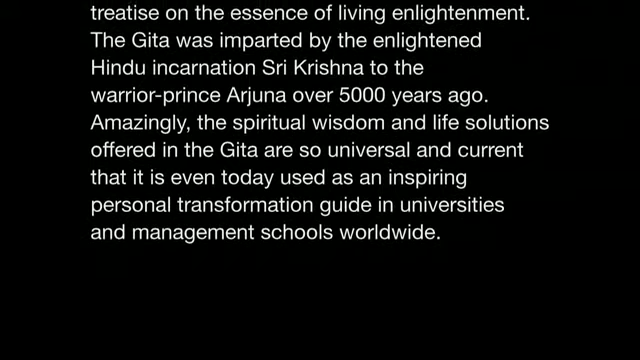 treatise on the essence of living enlightenment.
The Gita was imparted by the enlightened
Hindu incarnation Sri Krishna to the
warrior-prince Arjuna over 5000 years ago.
Amazingly, the spiritual wisdom and life solutions
offered in the Gita are so universal and current
that it is even today used as an inspiring
personal transformation guide in universities
and management schools worldwide.